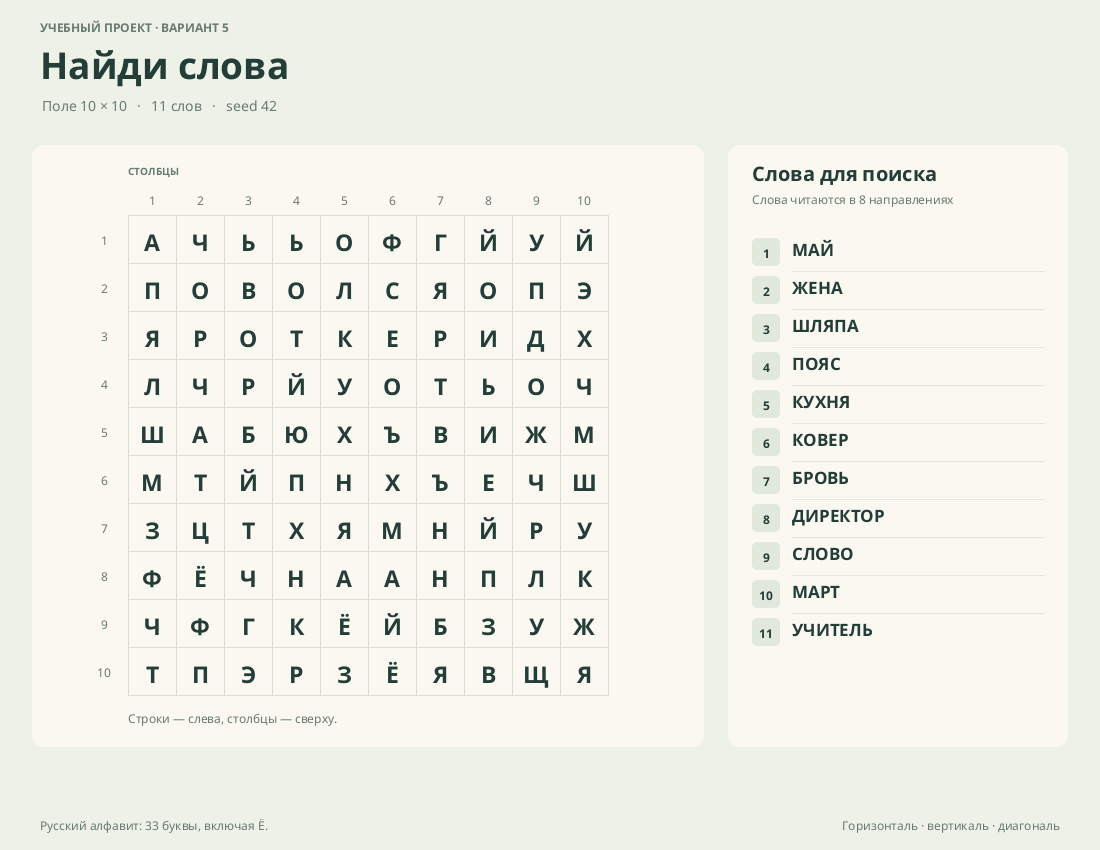 УЧЕБНЫЙ ПРОЕКТ · ВАРИАНТ 5
Найди слова
Поле 10 × 10 · 11 слов · seed 42
СТОЛБЦЫ
1 2 3 4 5 6 7 8 9 10
1 А Ч Ь Ь О Ф Г Й У Й
2 П О В О Л С Я О П Э
3 Я Р О Т К Е Р И Д Х
4 Л Ч Р Й У О Т Ь О Ч
5 Ш А Б Ю Х Ъ В И Ж М
6 М Т Й П Н Х Ъ Е Ч Ш
7 З Ц Т Х Я М Н Й Р У
8 Ф Ё Ч Н А А Н П Л К
9 Ч Ф Г К Ё Й Б З У Ж
10 Т П Э Р З Ё Я В Щ Я
Строки — слева, столбцы — сверху.
Слова для поиска
Слова читаются в 8 направлениях
1 МАЙ
2 ЖЕНА
3 ШЛЯПА
4 ПОЯС
5 КУХНЯ
6 КОВЕР
7 БРОВЬ
8 ДИРЕКТОР
9 СЛОВО
10 МАРТ
11 УЧИТЕЛЬ
Русский алфавит: 33 буквы, включая Ё.
Горизонталь · вертикаль · диагональ